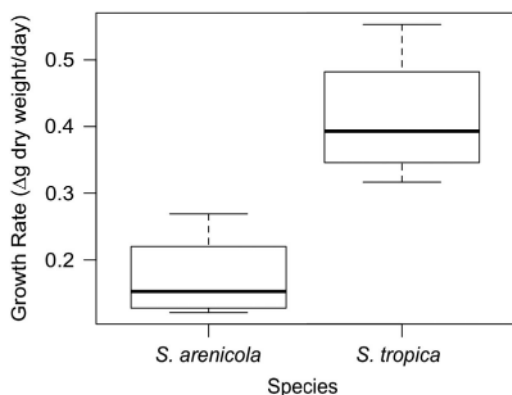 Growth Rate (Δg dry weight/day)
0.5
0.4
0.3
0.2
S. arenicola
S. tropica
Species